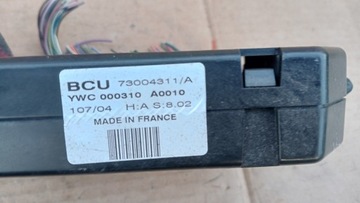 BCU 73004311/A
YWC 000310 A0010
107/04 H:A S:8.02
MADE IN FRANCE